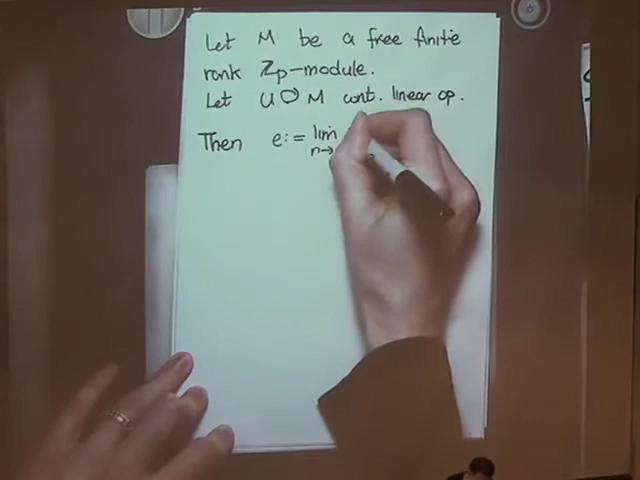 Let M be a free finite
rank ℤp-module.
Let U ↻ M cont. linear op.
Then e := lim
n→